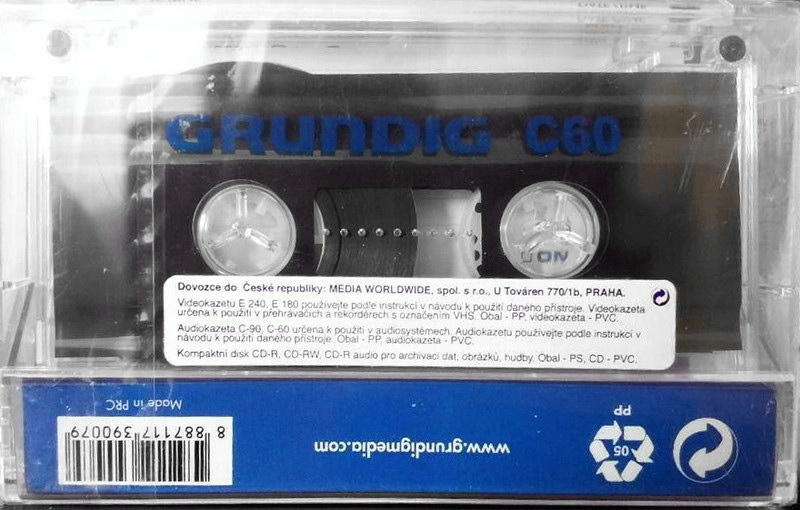 GRUNDIG C60
Dovozce do České republiky: MEDIA WORLDWIDE, spol. s r.o., U Továren 770/1b, PRAHA.
Videokazetu E 240, E 180 používejte podle instrukcí v návodu k použití daného přístroje. Videokazeta
určena k použití v přehrávačích a rekordérech s označením VHS. Obal - PP, videokazeta - PVC.
Audiokazeta C-90, C-60 určena k použití v audiosystémech. Audiokazetu používejte podle instrukcí v
návodu k použití daného přístroje. Obal - PP, audiokazeta - PVC.
Kompaktní disk CD-R, CD-RW, CD-R audio pro archivaci dat, obrázků, hudby. Obal - PS, CD - PVC.
Made in PRC
8 887117 390079
www.grundigmedia.com
05
PP